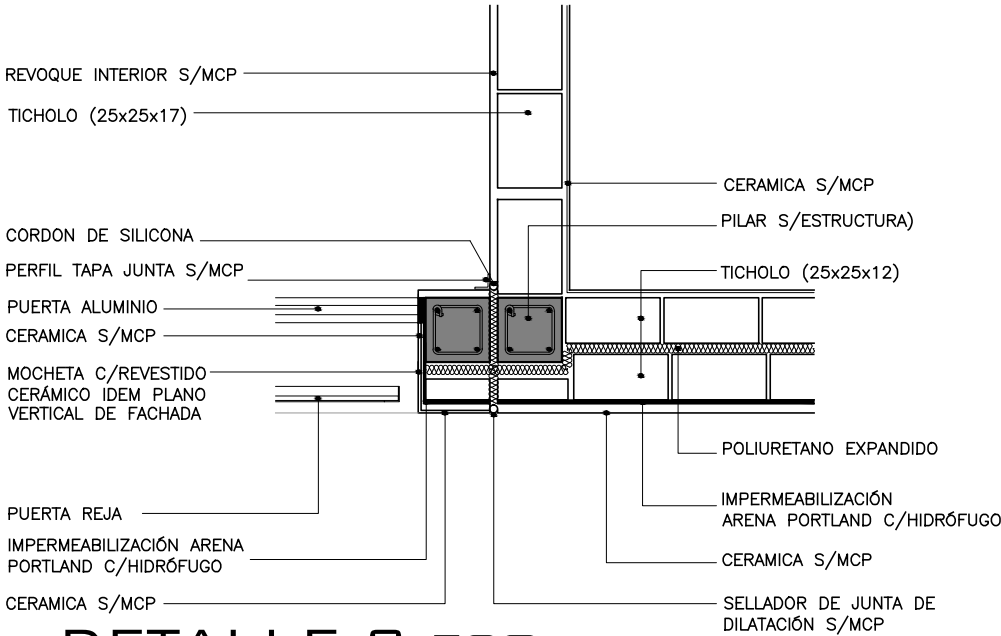 REVOQUE INTERIOR S/MCP
TICHOLO (25x25x17)
CERAMICA S/MCP
PILAR S/ESTRUCTURA)
CORDON DE SILICONA
PERFIL TAPA JUNTA S/MCP
TICHOLO (25x25x12)
PUERTA ALUMINIO
CERAMICA S/MCP
MOCHETA C/REVESTIDO
CERÁMICO IDEM PLANO
VERTICAL DE FACHADA
POLIURETANO EXPANDIDO
PUERTA REJA
IMPERMEABILIZACIÓN
ARENA PORTLAND C/HIDRÓFUGO
IMPERMEABILIZACIÓN ARENA
PORTLAND C/HIDRÓFUGO
CERAMICA S/MCP
CERAMICA S/MCP
SELLADOR DE JUNTA DE
DILATACIÓN S/MCP
DETALLE